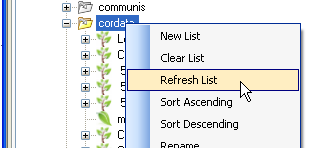 communis
cordata
New List
Clear List
Refresh List
Sort Ascending
Sort Descending
Rename